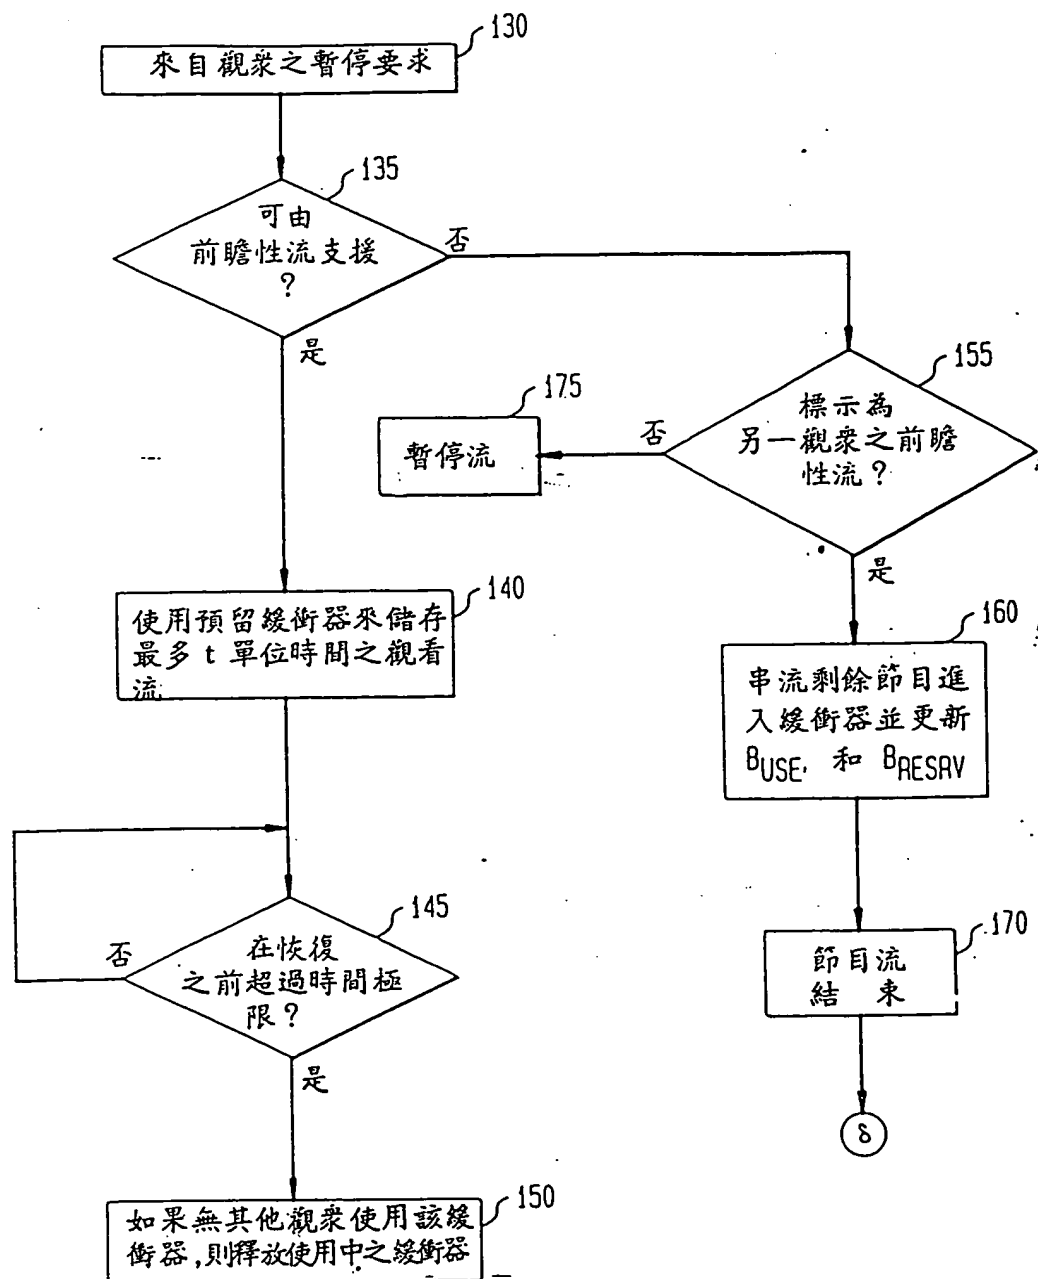 130
來自觀衆之暫停要求
135
可由
前瞻性流支援
?
否
是
155
標示為
另一觀衆之前瞻
性流?
否
是
175
暫停流
140
使用預留緩衝器來儲存
最多 t 單位時間之觀看
流
160
串流剩餘節目進
入緩衝器並更新
BUSE, 和 BRESRV
145
在恢復
之前超過時間極
限?
否
是
170
節目流
結 束
δ
150
如果無其他觀衆使用該緩
衝器,則釋放使用中之緩衝器